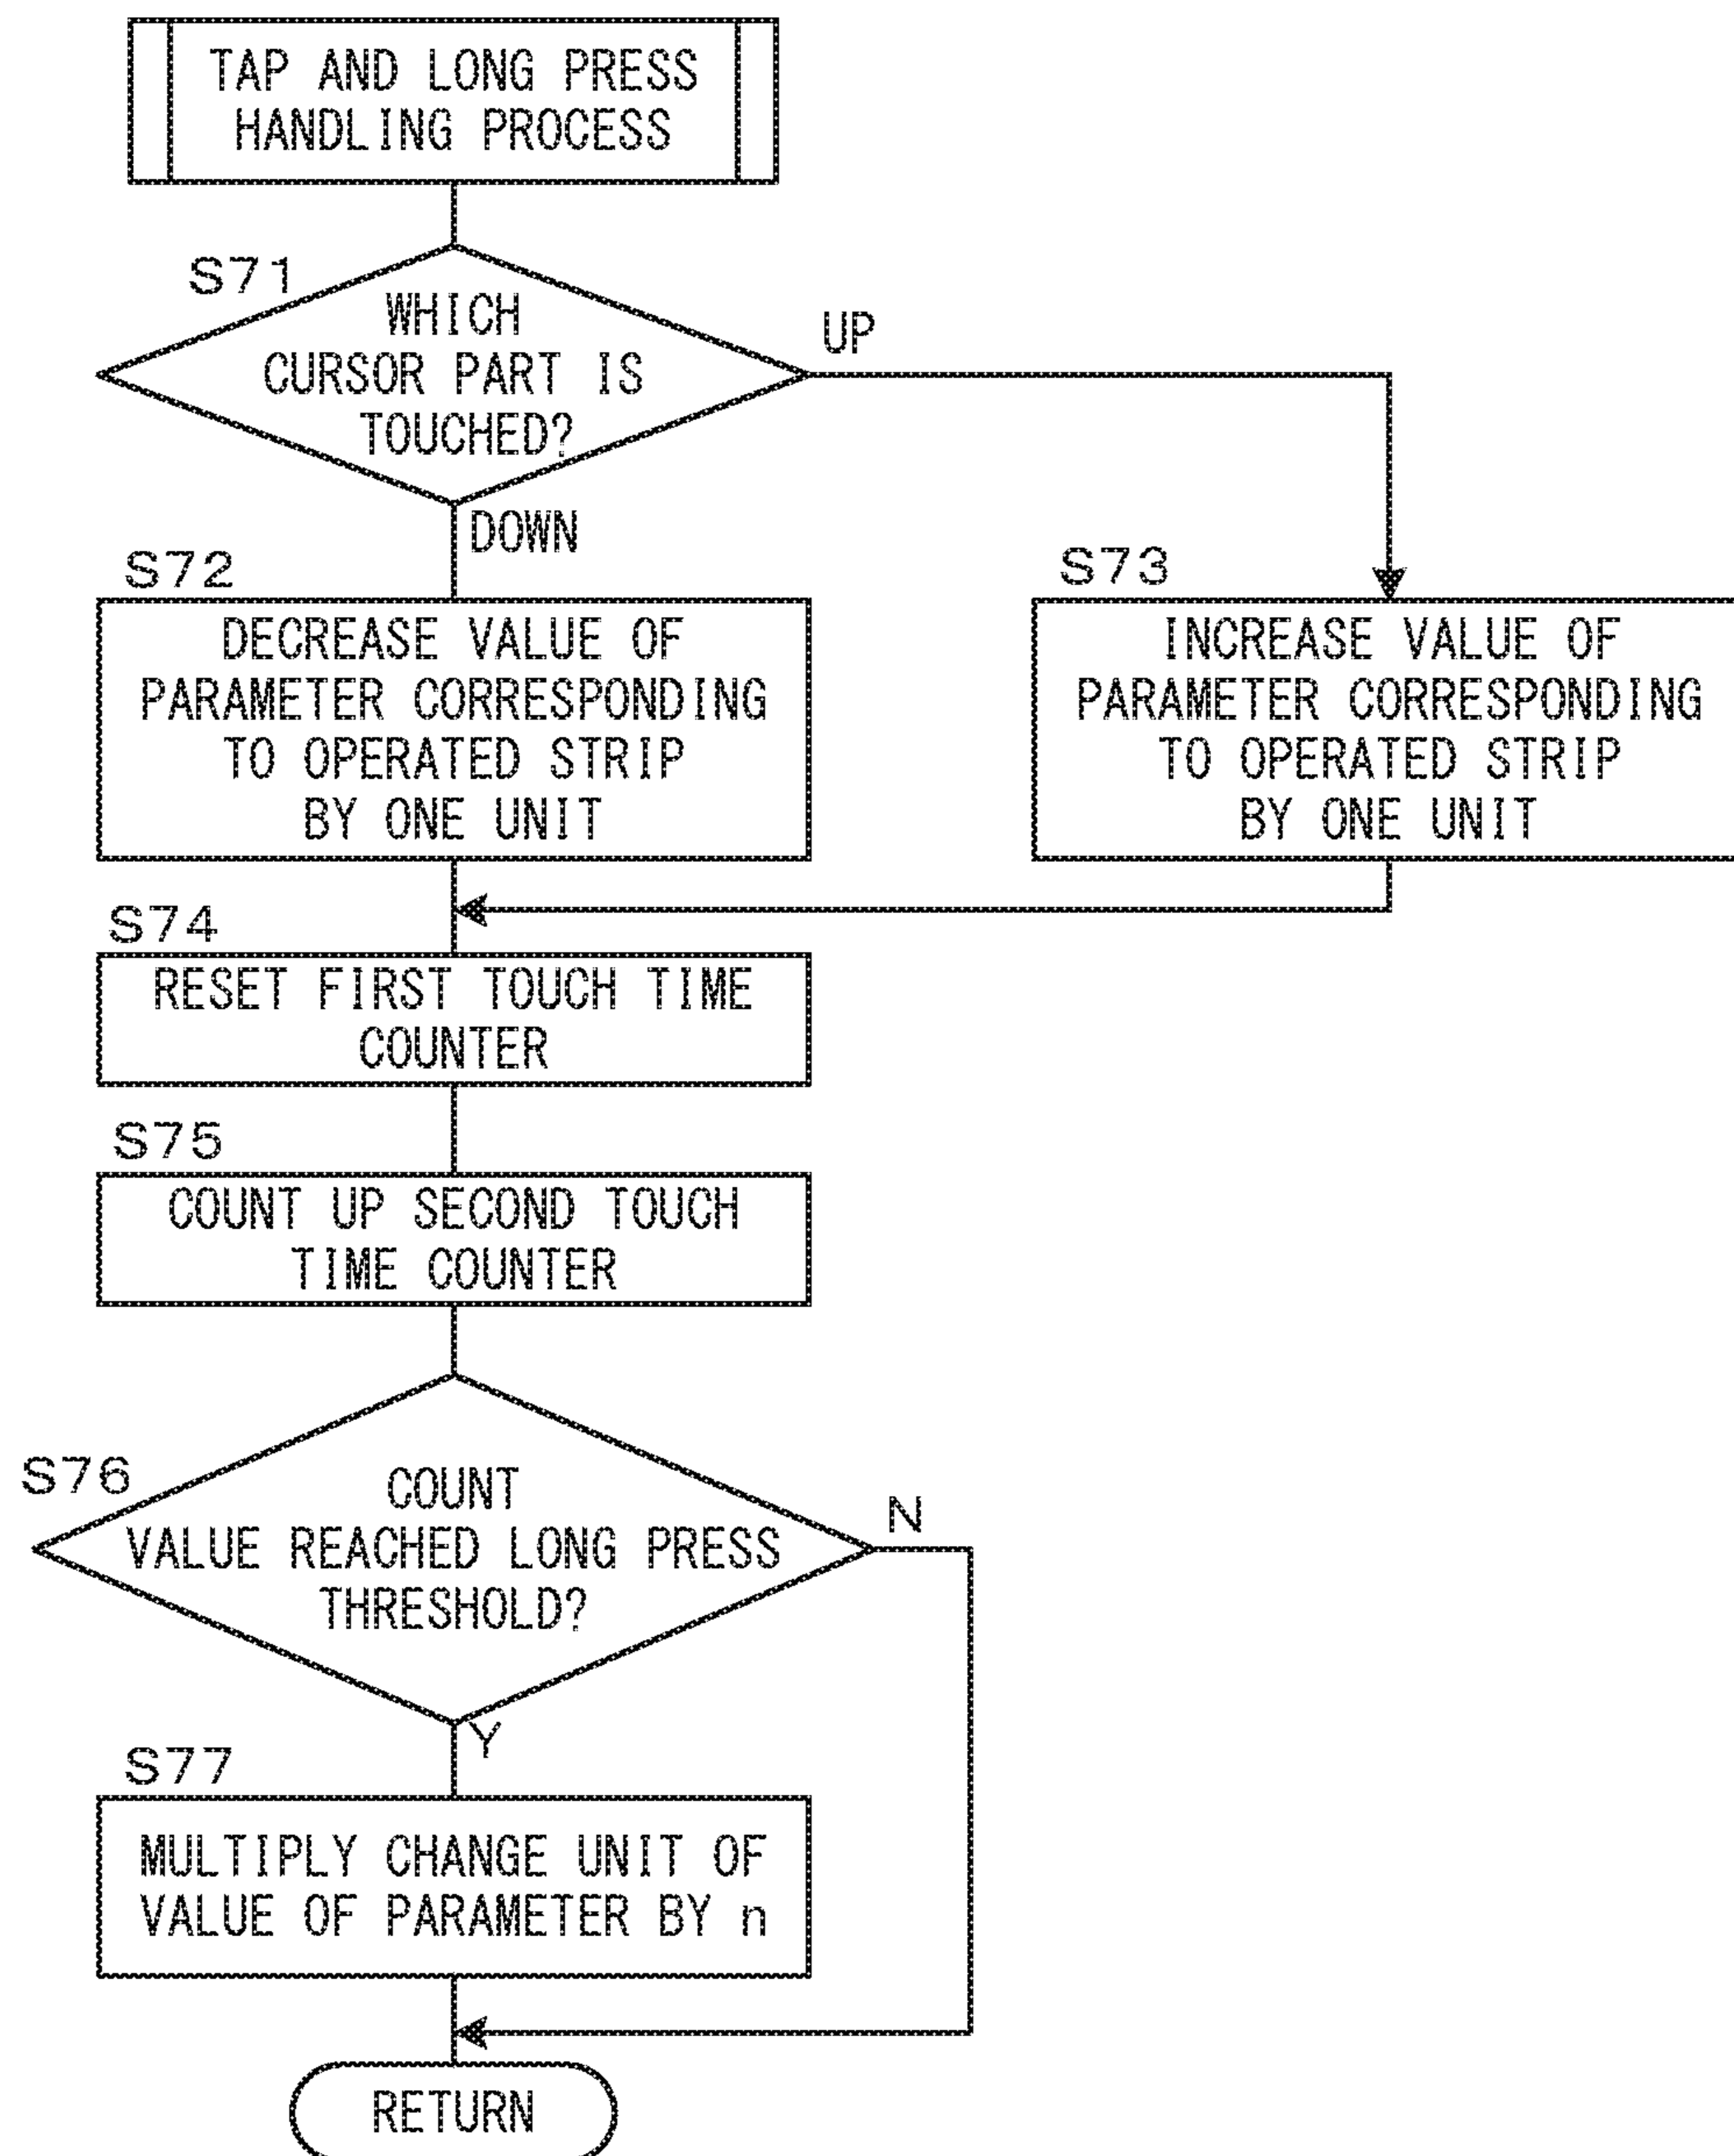 TAP AND LONG PRESS
HANDLING PROCESS
S71
WHICH
CURSOR PART IS
TOUCHED?
UP
DOWN
S72
DECREASE VALUE OF
PARAMETER CORRESPONDING
TO OPERATED STRIP
BY ONE UNIT
S73
INCREASE VALUE OF
PARAMETER CORRESPONDING
TO OPERATED STRIP
BY ONE UNIT
S74
RESET FIRST TOUCH TIME
COUNTER
S75
COUNT UP SECOND TOUCH
TIME COUNTER
S76
COUNT
VALUE REACHED LONG PRESS
THRESHOLD?
N
Y
S77
MULTIPLY CHANGE UNIT OF
VALUE OF PARAMETER BY n
RETURN